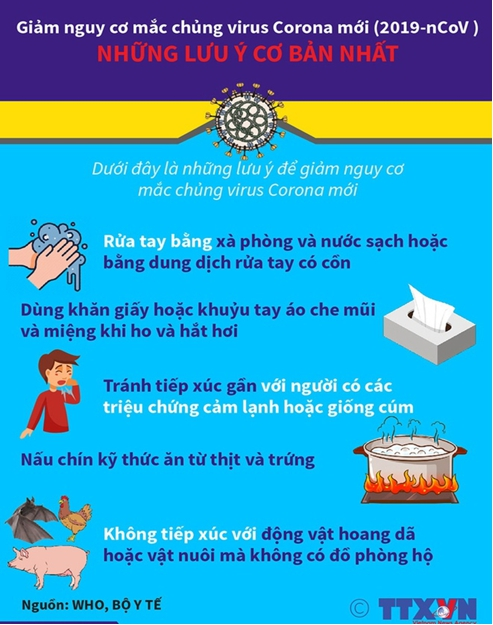 Giảm nguy cơ mắc chủng virus Corona mới (2019-nCoV )
NHỮNG LƯU Ý CƠ BẢN NHẤT
Dưới đây là những lưu ý để giảm nguy cơ
mắc chủng virus Corona mới
Rửa tay bằng xà phòng và nước sạch hoặc
bằng dung dịch rửa tay có cồn
Dùng khăn giấy hoặc khuỷu tay áo che mũi
và miệng khi ho và hắt hơi
Tránh tiếp xúc gần với người có các
triệu chứng cảm lạnh hoặc giống cúm
Nấu chín kỹ thức ăn từ thịt và trứng
Không tiếp xúc với động vật hoang dã
hoặc vật nuôi mà không có đồ phòng hộ
Nguồn: WHO, BỘ Y TẾ
© TTXVN
Vietnam News Agency